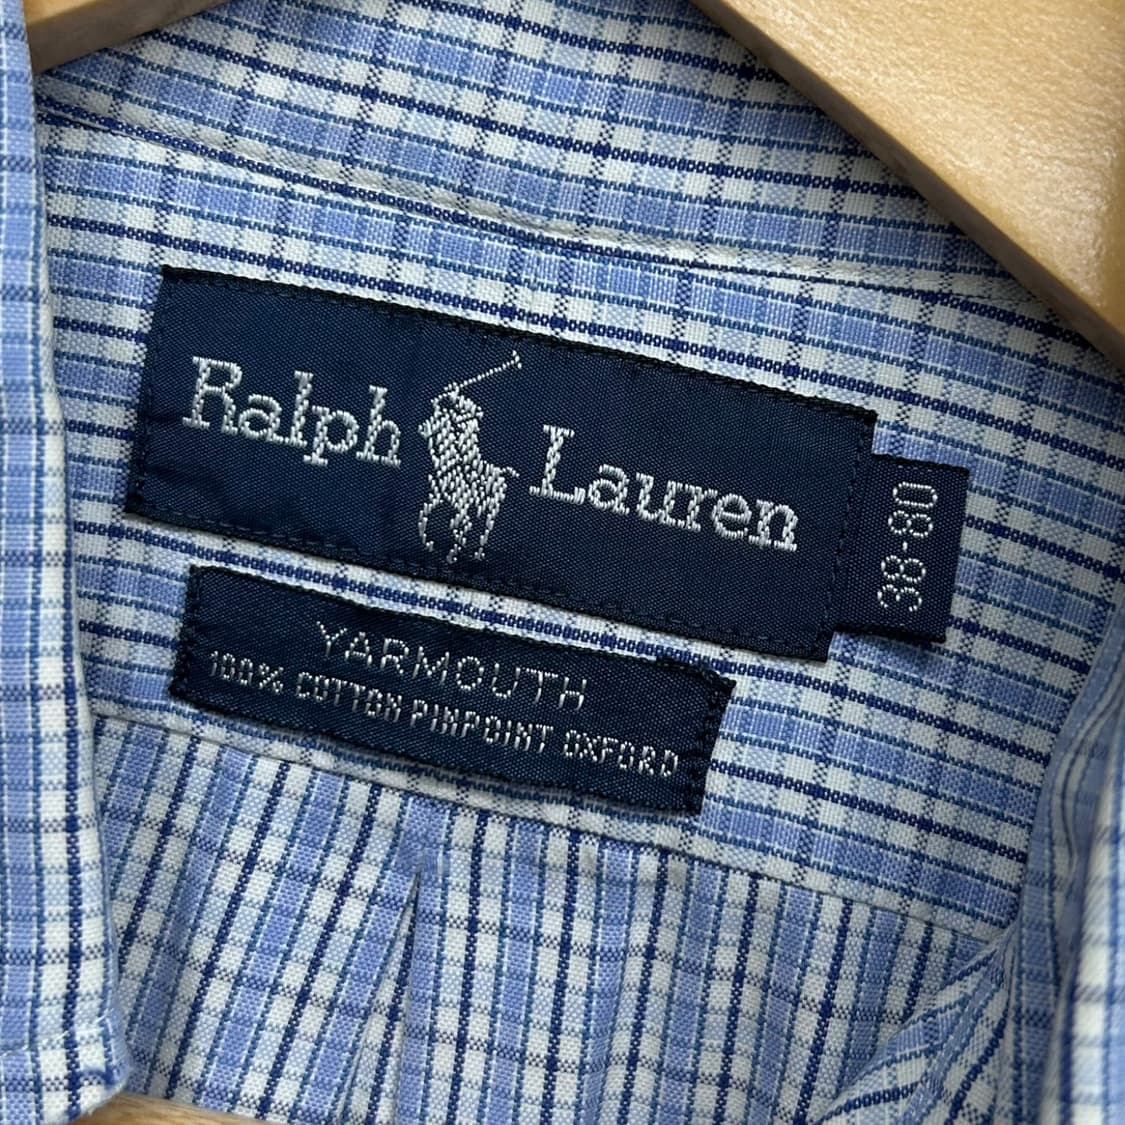 Ralph Lauren
38-80
YARMOUTH
100% COTTON PINPOINT OXFORD